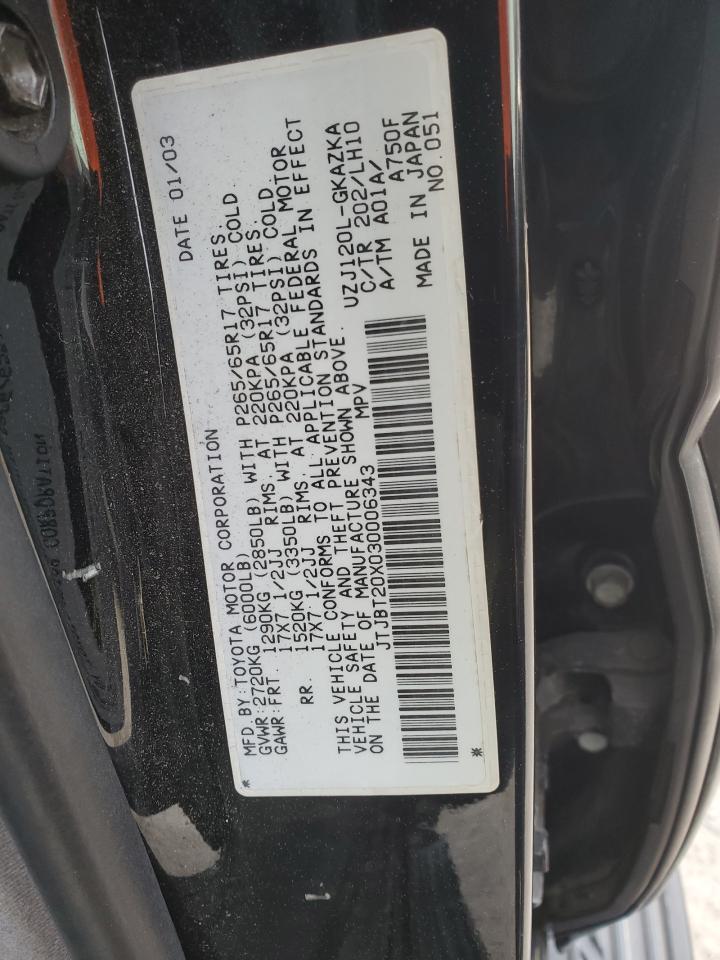 * MFD. BY: TOYOTA MOTOR CORPORATION DATE 01/03
GVWR: 2720KG (6000LB)
GAWR: FRT. 1290KG (2850LB) WITH P265/65R17 TIRES.
17X7 1/2JJ RIMS. AT 220KPA (32PSI) COLD.
RR. 1520KG (3350LB) WITH P265/65R17 TIRES.
17X7 1/2JJ RIMS. AT 220KPA (32PSI) COLD
THIS VEHICLE CONFORMS TO ALL APPLICABLE FEDERAL MOTOR
VEHICLE SAFETY AND THEFT PREVENTION STANDARDS IN EFFECT
ON THE DATE OF MANUFACTURE SHOWN ABOVE.
JTJBT20X030006343 MPV
UZJ120L-GKAZKA
C/TR 202/LH10
A/TM A01A/
A750F
MADE IN JAPAN
* NO.051